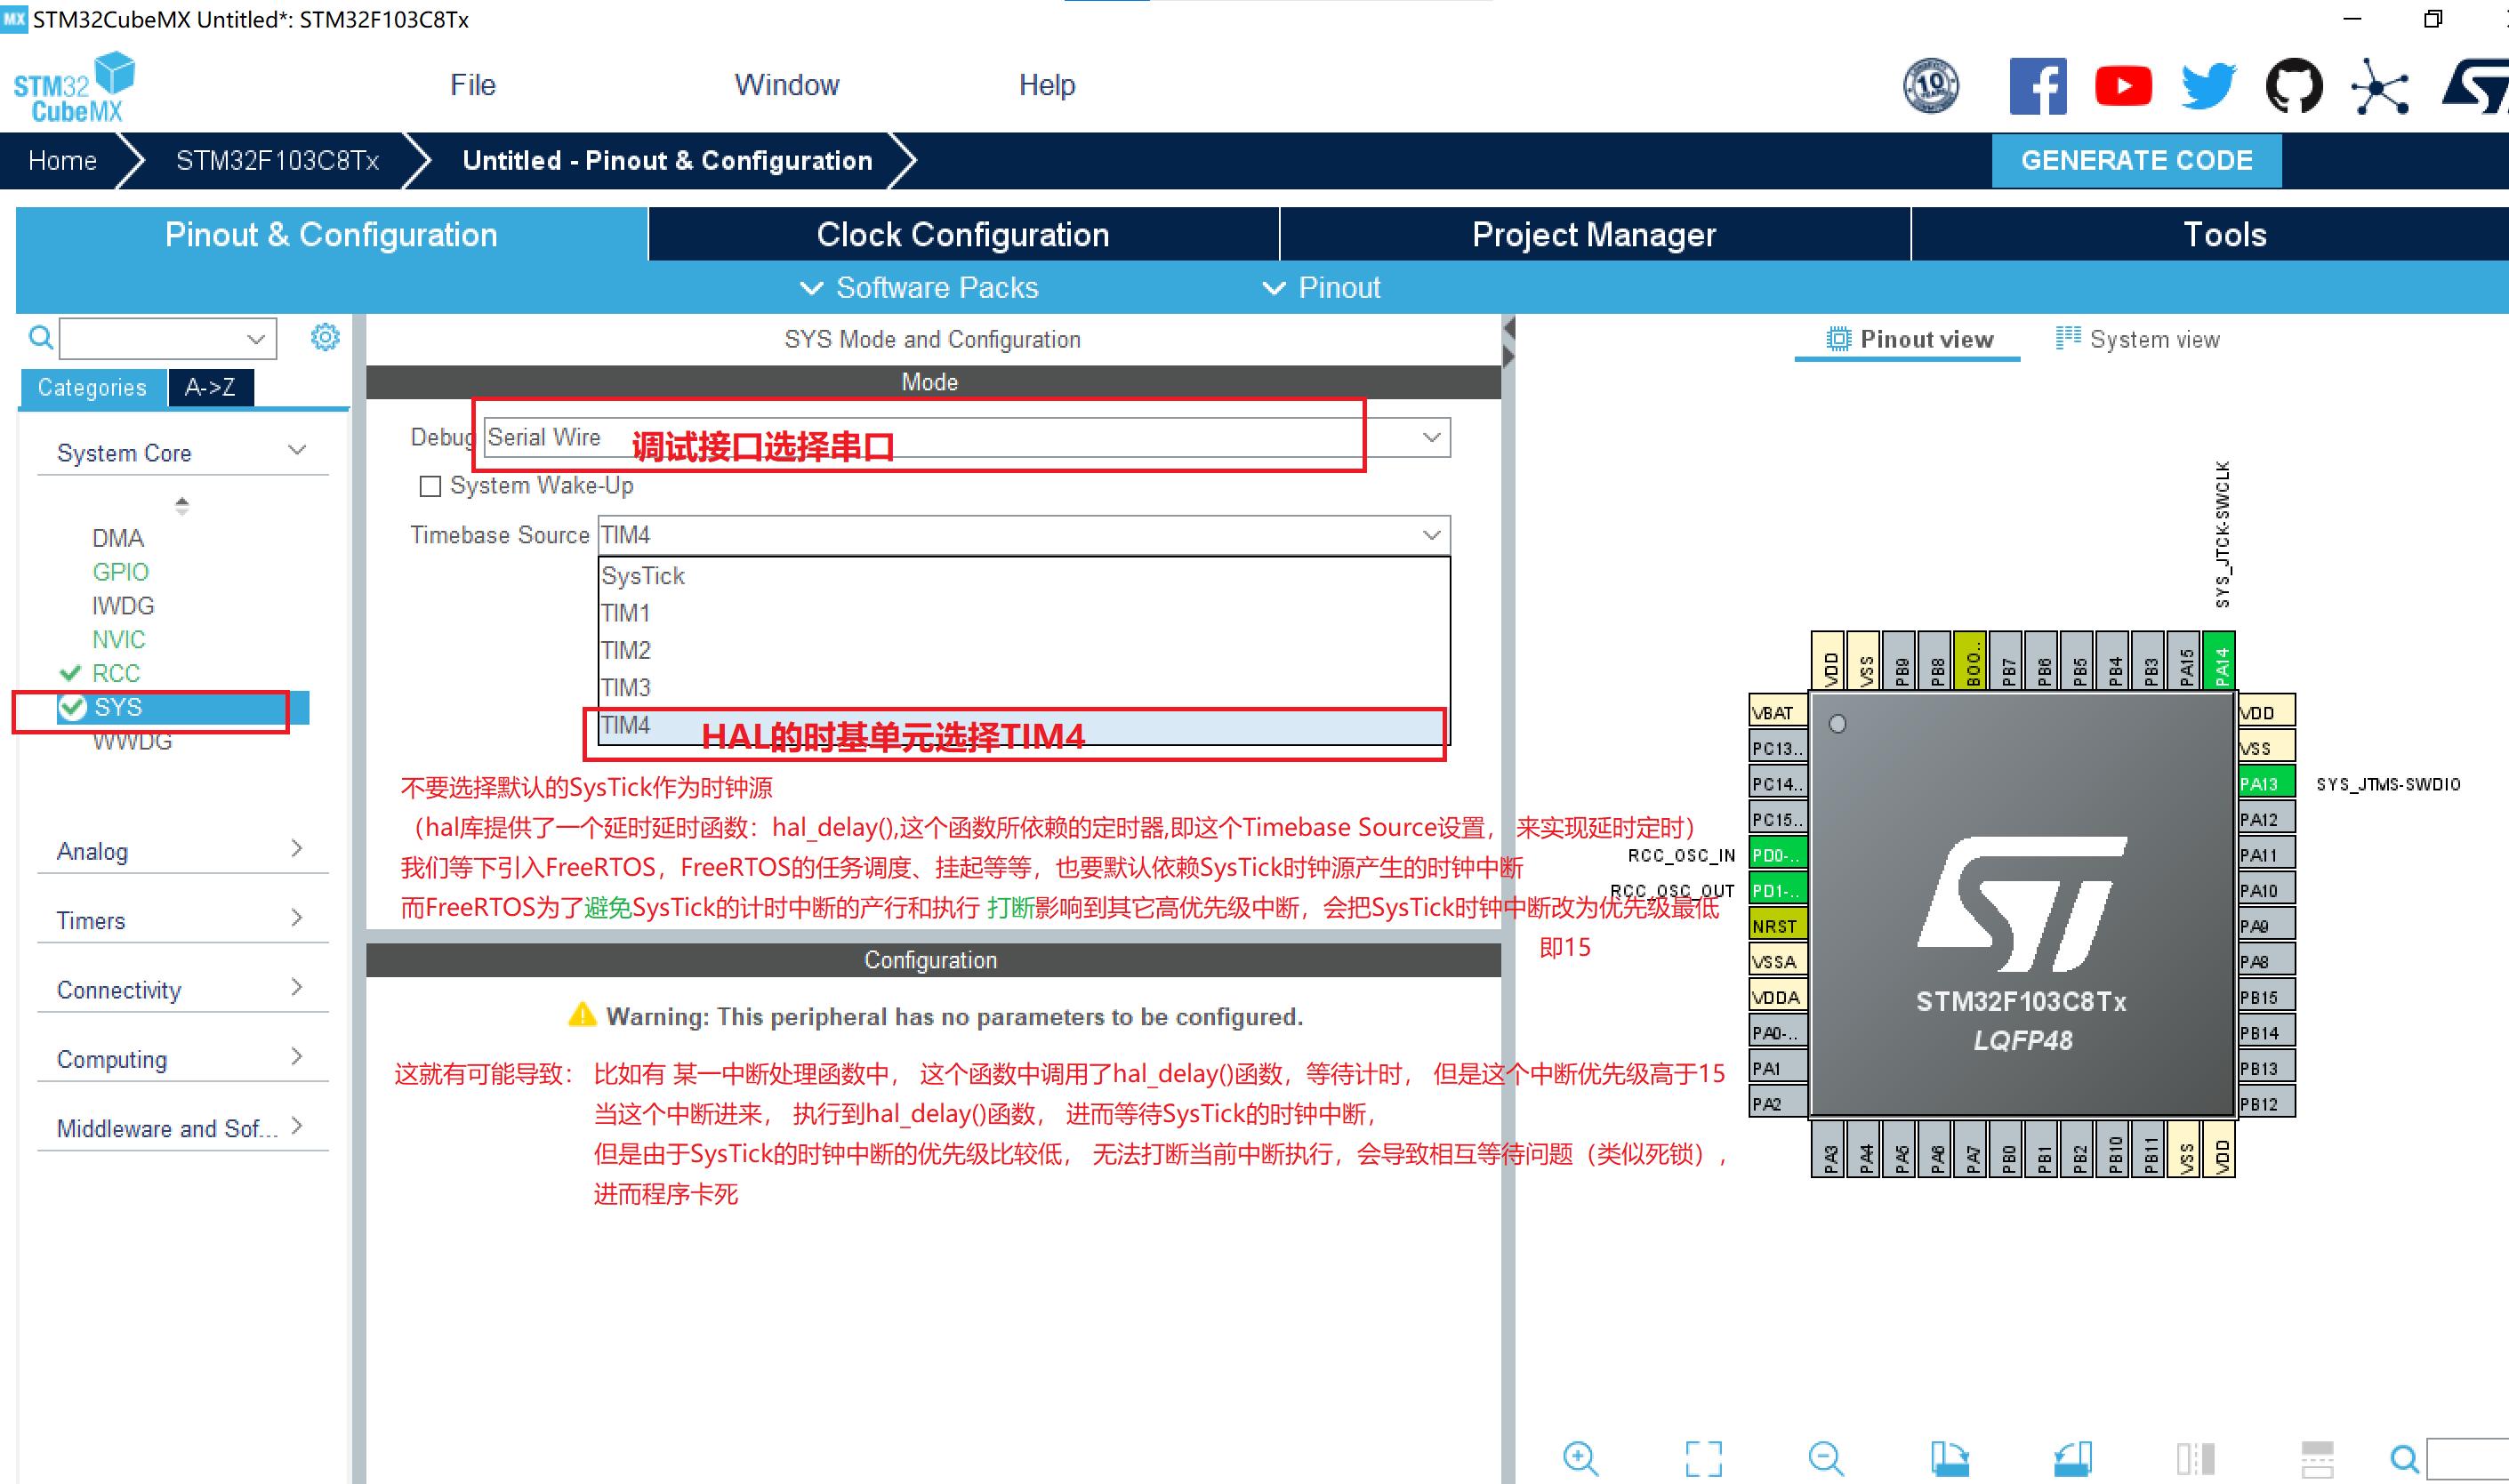 MX STM32CubeMX Untitled*: STM32F103C8Tx
STM32 CubeMX
File Window Help
10 YEARS
Home STM32F103C8Tx Untitled - Pinout & Configuration GENERATE CODE
Pinout & Configuration Clock Configuration Project Manager Tools
Software Packs Pinout
Categories A->Z
System Core
DMA
GPIO
IWDG
NVIC
RCC
SYS
WWDG
Analog
Timers
Connectivity
Computing
Middleware and Sof...
SYS Mode and Configuration
Mode
Debug Serial Wire 调试接口选择串口
System Wake-Up
Timebase Source TIM4
SysTick
TIM1
TIM2
TIM3
TIM4 HAL的时基单元选择TIM4
不要选择默认的SysTick作为时钟源
（hal库提供了一个延时延时函数：hal_delay(),这个函数所依赖的定时器,即这个Timebase Source设置， 来实现延时定时）
我们等下引入FreeRTOS，FreeRTOS的任务调度、挂起等等，也要默认依赖SysTick时钟源产生的时钟中断
而FreeRTOS为了避免SysTick的计时中断的产行和执行 打断影响到其它高优先级中断，会把SysTick时钟中断改为优先级最低
即15
Configuration
Warning: This peripheral has no parameters to be configured.
这就有可能导致： 比如有 某一中断处理函数中， 这个函数中调用了hal_delay()函数，等待计时， 但是这个中断优先级高于15
当这个中断进来， 执行到hal_delay()函数， 进而等待SysTick的时钟中断，
但是由于SysTick的时钟中断的优先级比较低， 无法打断当前中断执行，会导致相互等待问题（类似死锁），
进而程序卡死
Pinout view System view
SYS_JTCK-SWCLK
VDD VSS PB9 PB8 BOO.. PB7 PB6 PB5 PB4 PB3 PA15 PA14
VBAT
PC13..
PC14..
PC15..
RCC_OSC_IN PD0-..
RCC_OSC_OUT PD1-..
NRST
VSSA
VDDA
PA0-..
PA1
PA2
STM32F103C8Tx
LQFP48
VDD
VSS
PA13 SYS_JTMS-SWDIO
PA12
PA11
PA10
PA9
PA8
PB15
PB14
PB13
PB12
PA3 PA4 PA5 PA6 PA7 PB0 PB1 PB2 PB10 PB11 VSS VDD